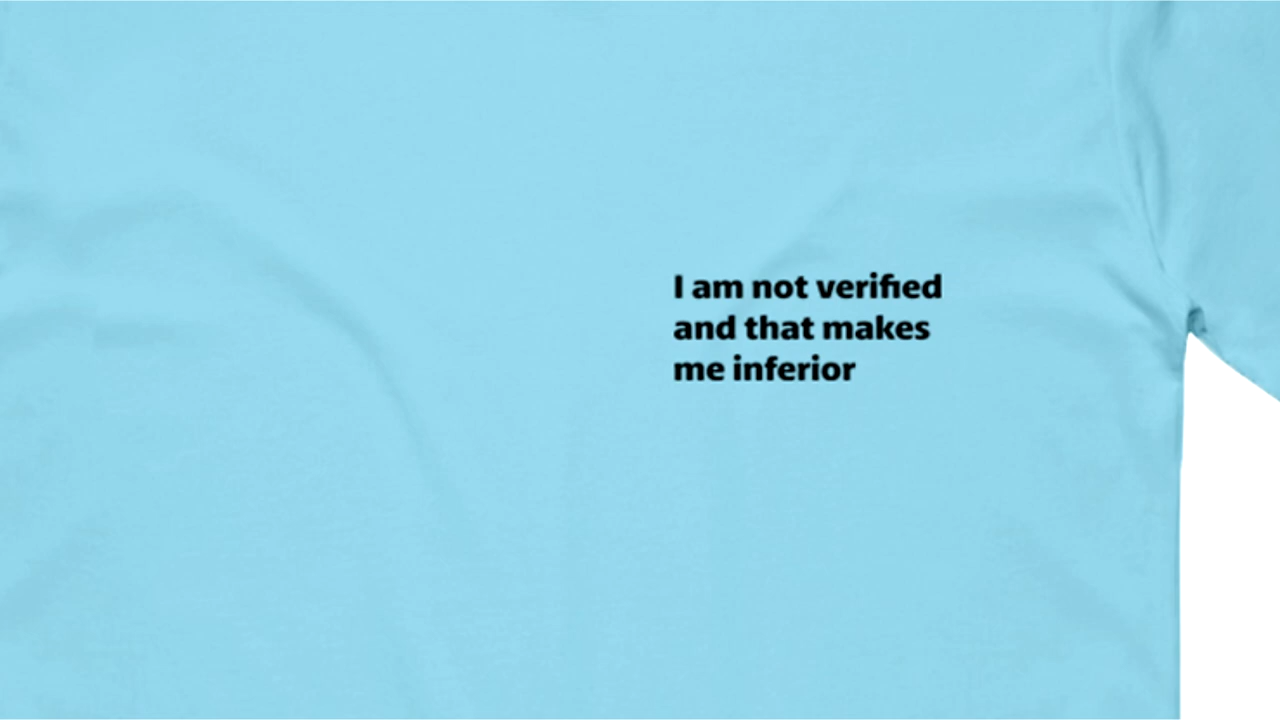 I am not verified
and that makes
me inferior